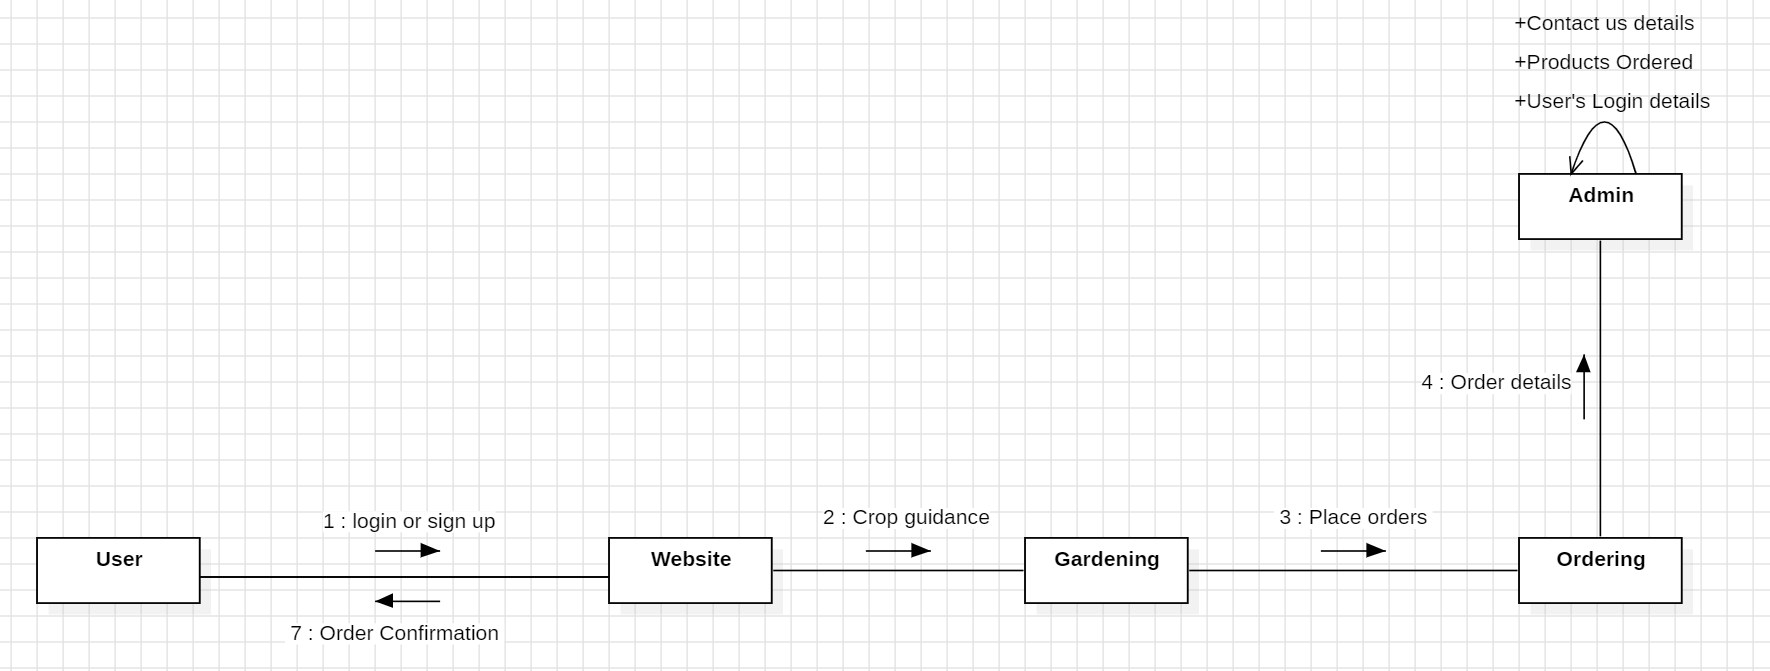 +Contact us details
+Products Ordered
+User's Login details
Admin
4 : Order details
1 : login or sign up
2 : Crop guidance
3 : Place orders
User
Website
Gardening
Ordering
7 : Order Confirmation